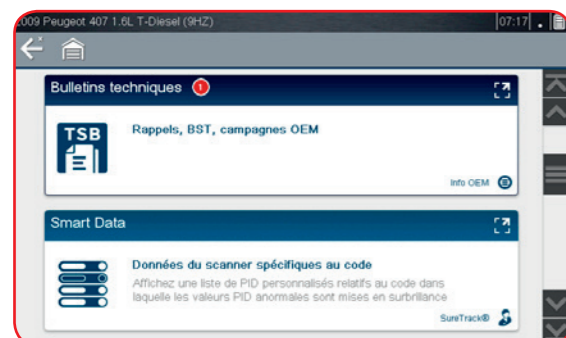 2009 Peugeot 407 1.6L T-Diesel (9HZ) 07:17
Bulletins techniques 1
TSB
Rappels, BST, campagnes OEM
Info OEM
Smart Data
Données du scanner spécifiques au code
Affichez une liste de PID personnalisés relatifs au code dans
laquelle les valeurs PID anormales sont mises en surbrillance
SureTrack®